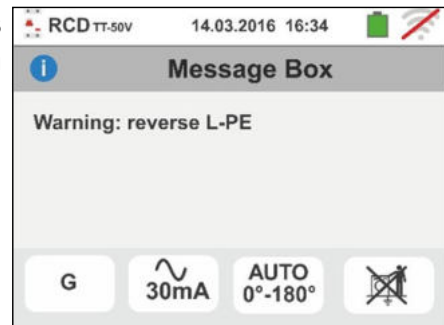 RCD TT-50V 14.03.2016 16:34
i Message Box
Warning: reverse L-PE
G
30mA
AUTO
0°-180°